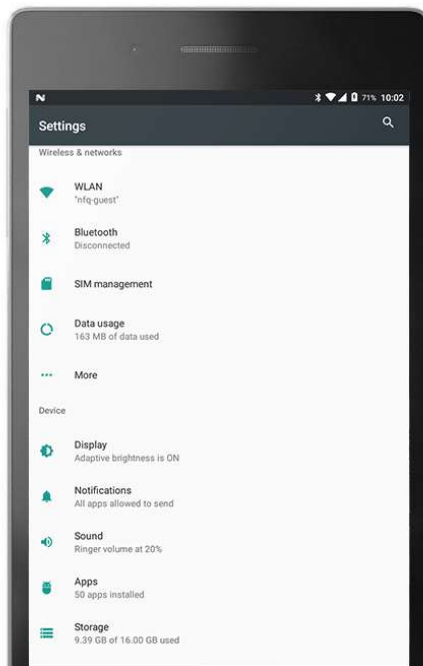 71% 10:02
Settings
Wireless & networks
WLAN
"nfq-guest"
Bluetooth
Disconnected
SIM management
Data usage
163 MB of data used
More
Device
Display
Adaptive brightness is ON
Notifications
All apps allowed to send
Sound
Ringer volume at 20%
Apps
50 apps installed
Storage
9.39 GB of 16.00 GB used